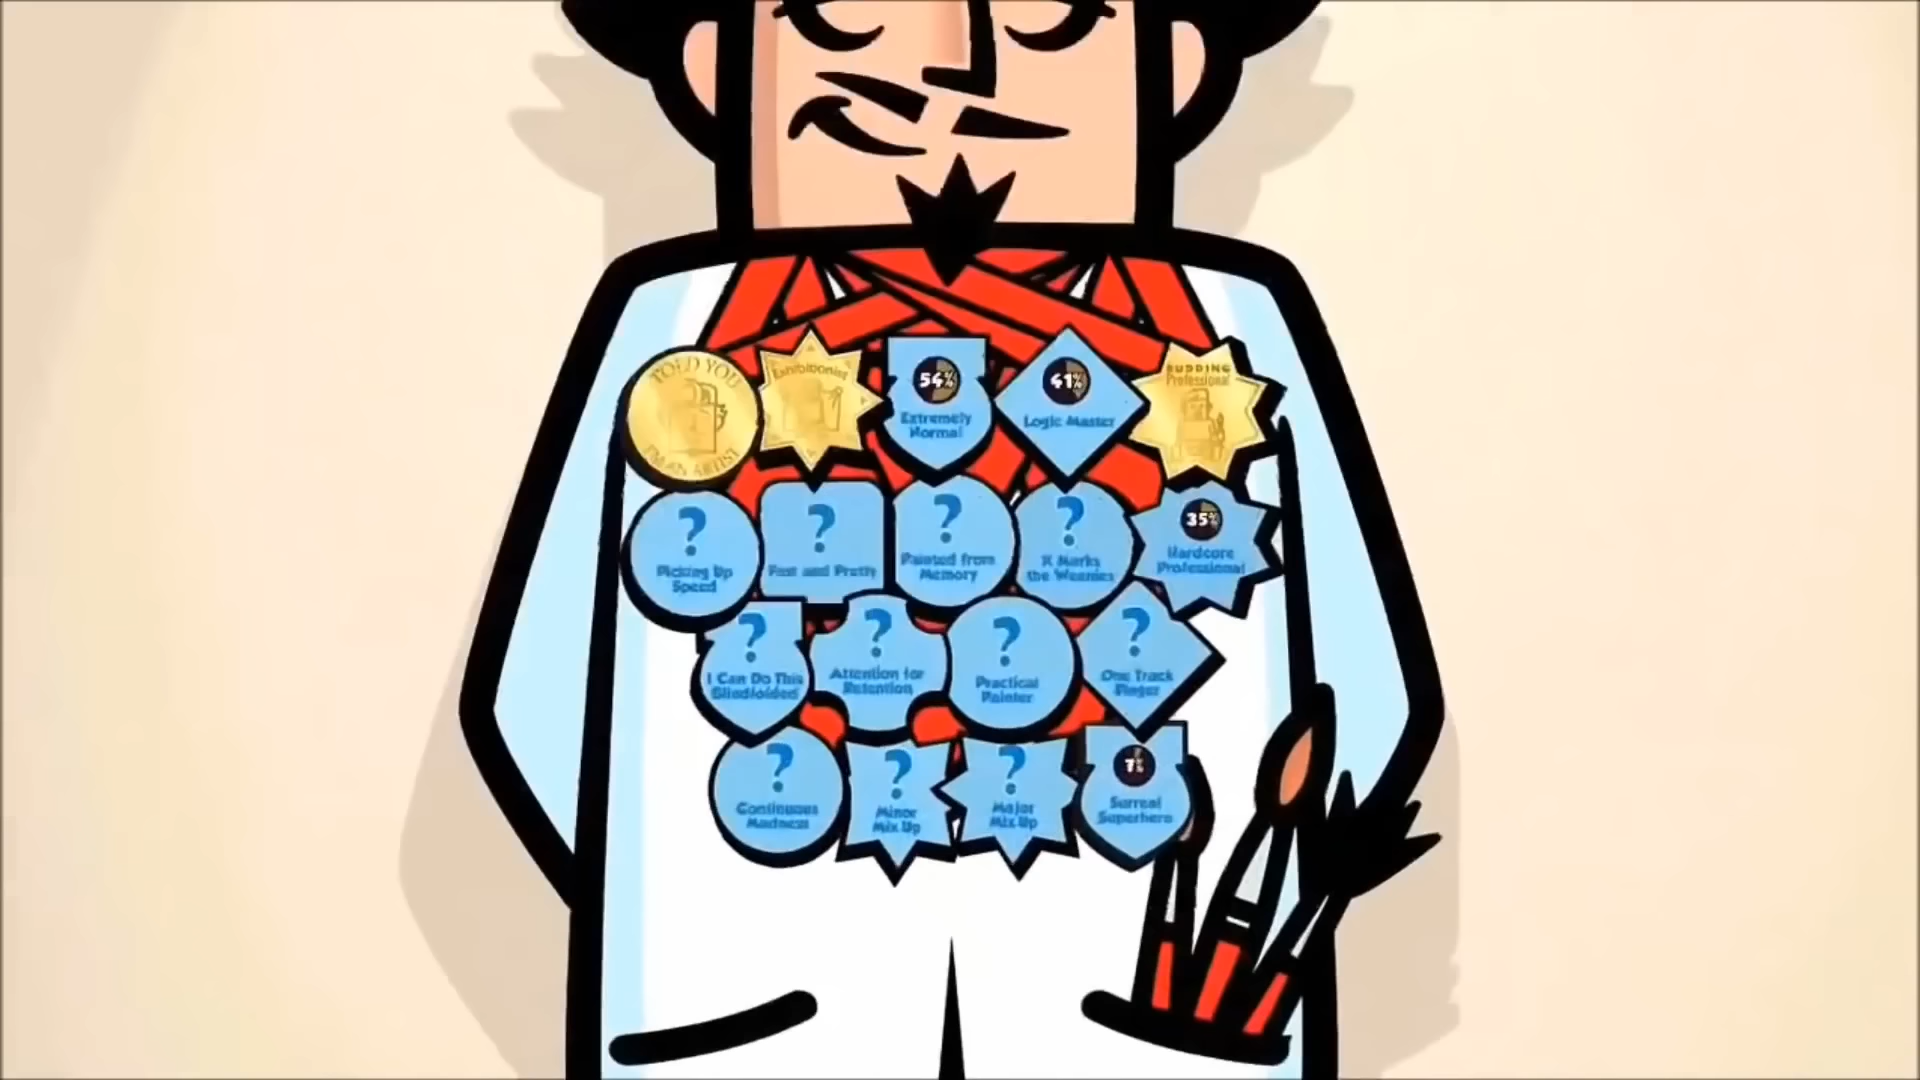 TOLD YOU
I'M AN ARTIST
Exhibitionist
54%
Extremely
Normal
41%
Logic Master
BUDDING
Professional
?
Picking Up
Speed
?
Fast and Pretty
?
Painted from
Memory
?
X Marks
the Weenies
35%
Hardcore
Professional
?
I Can Do This
Blindfolded
?
Attention for
Retention
?
Practical
Painter
?
One Track
Finger
?
Continuous
Madness
?
Minor
Mix Up
?
Major
Mix Up
7%
Surreal
Superhero